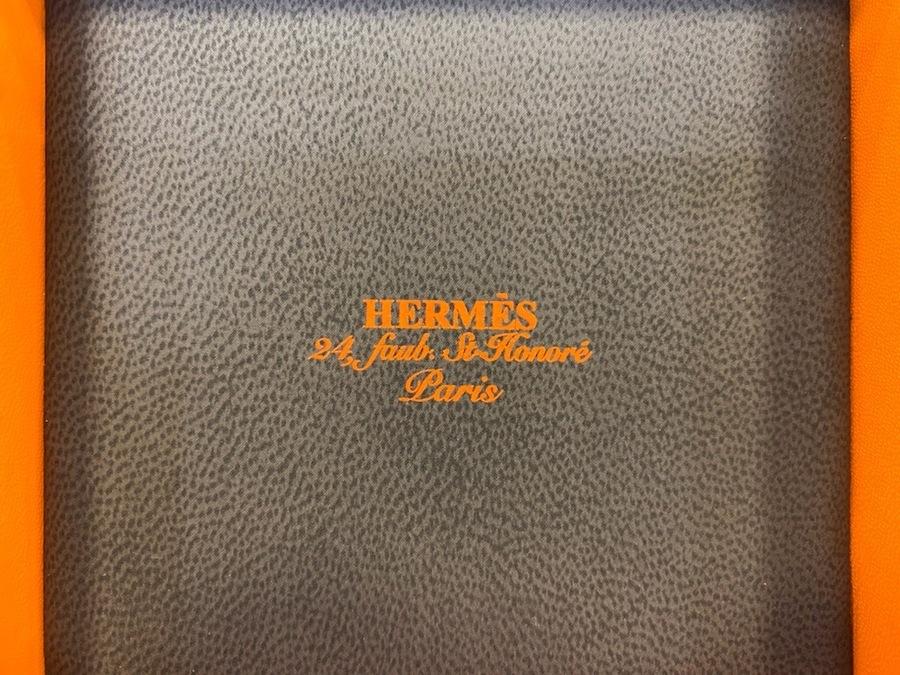 HERMÈS
24, faub. St-Honoré
Paris